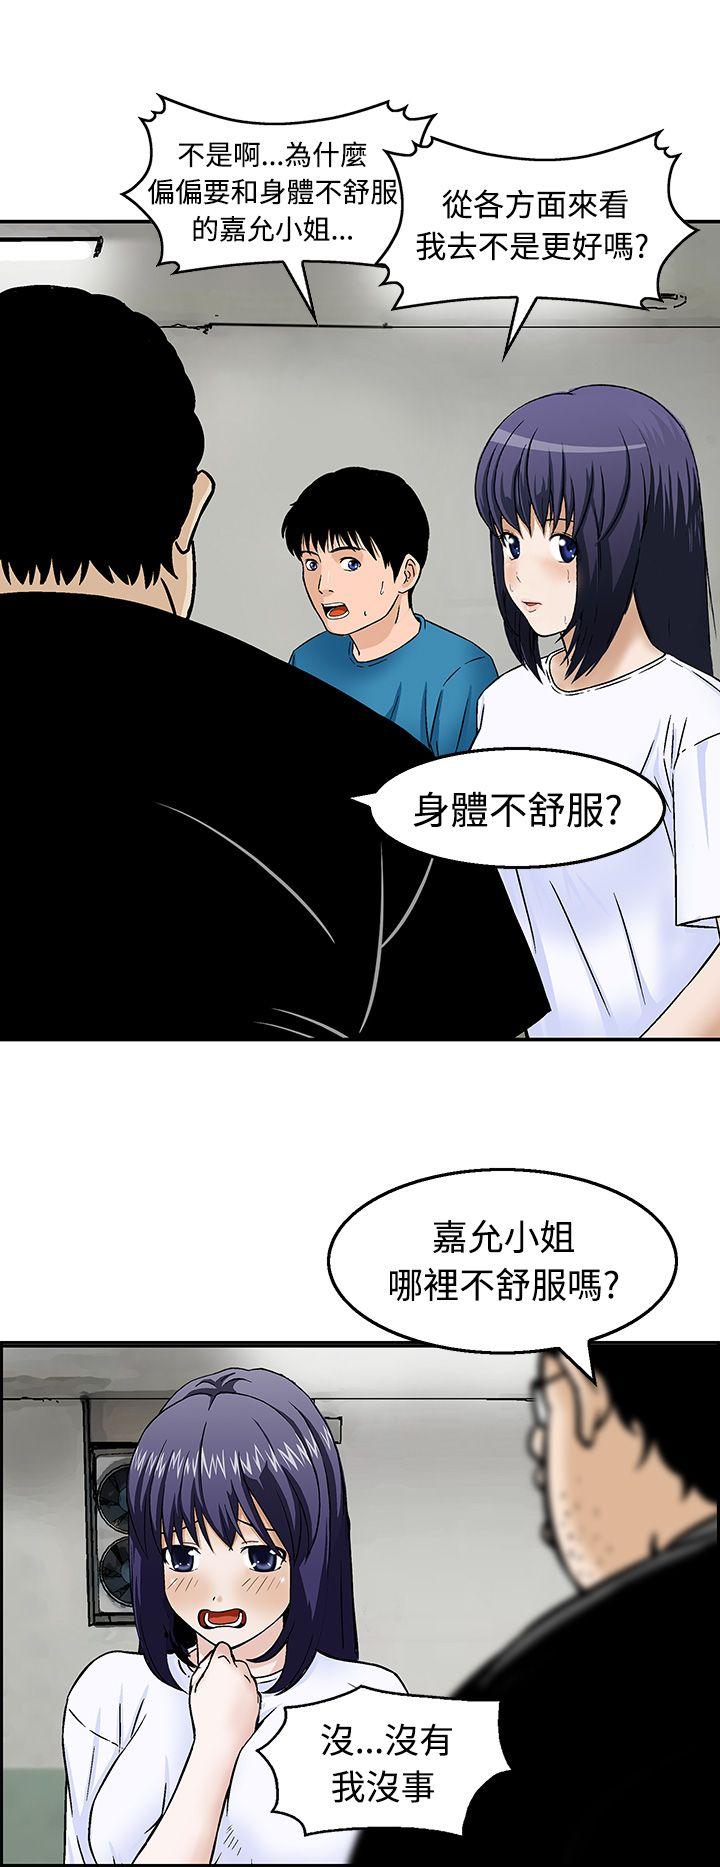 不是啊...為什麼
偏偏要和身體不舒服
的嘉允小姐...
從各方面來看
我去不是更好嗎?
身體不舒服?
嘉允小姐
哪裡不舒服嗎?
沒...沒有
我沒事